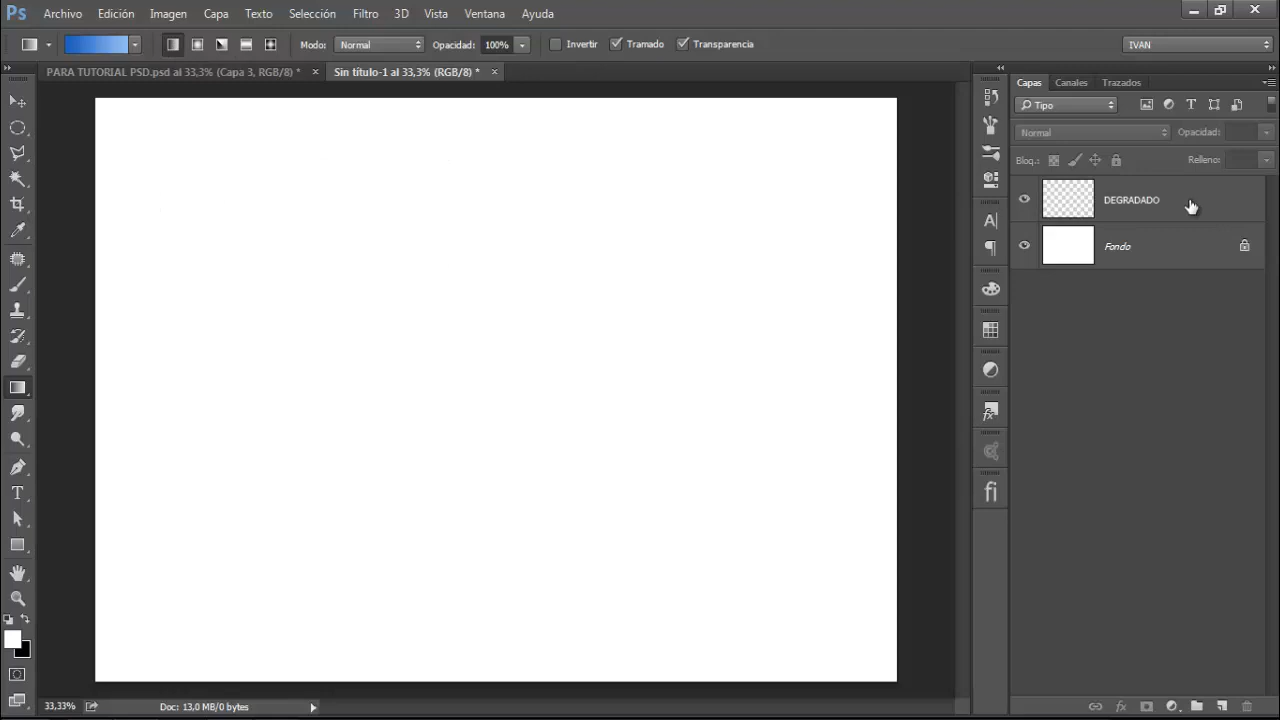 Ps Archivo Edición Imagen Capa Texto Selección Filtro 3D Vista Ventana Ayuda
Modo: Normal Opacidad: 100% Invertir Tramado Transparencia IVAN
PARA TUTORIAL PSD.psd al 33,3% (Capa 3, RGB/8) * × Sin título-1 al 33,3% (RGB/8) * ×
Capas Canales Trazados
Tipo
Normal Opacidad:
Bloq.: Relleno:
DEGRADADO
Fondo
33,33% Doc: 13,0 MB/0 bytes